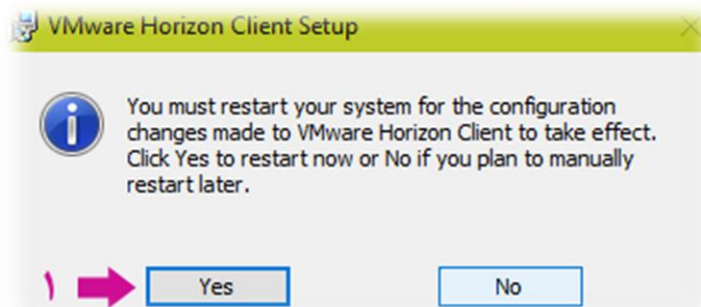 VMware Horizon Client Setup
You must restart your system for the configuration
changes made to VMware Horizon Client to take effect.
Click Yes to restart now or No if you plan to manually
restart later.
۱ Yes No